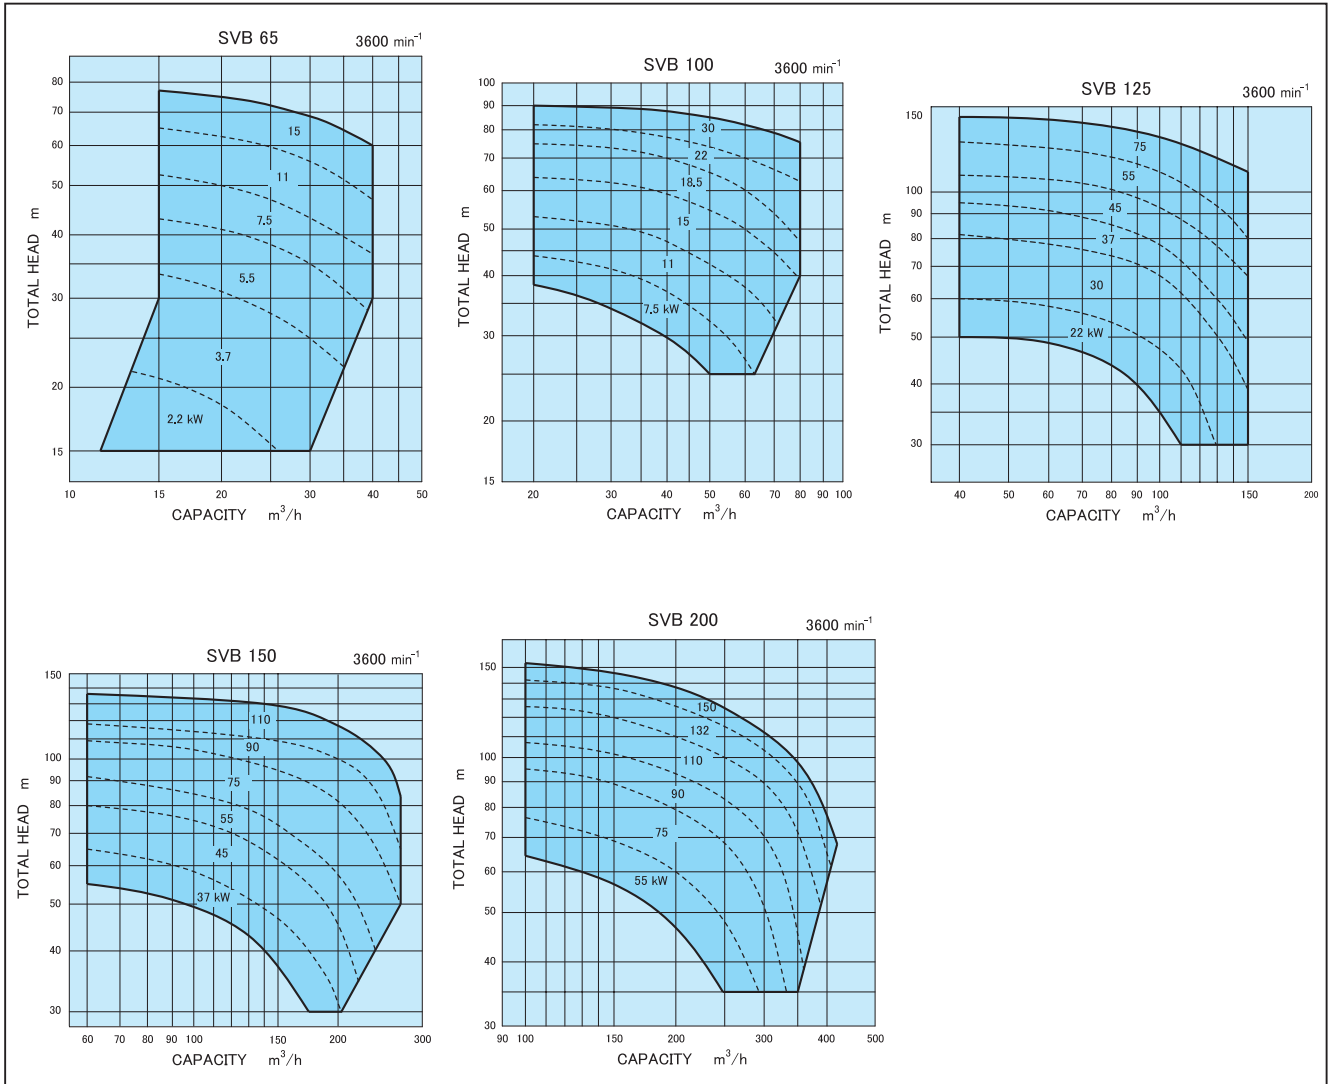 SVB 65 3600 min⁻¹
80
70
60
50
40
30
20
15
TOTAL HEAD m
15
11
7.5
5.5
3.7
2.2 kW
10 15 20 30 40 50
CAPACITY m³/h
SVB 100 3600 min⁻¹
100
90
80
70
60
50
40
30
20
15
TOTAL HEAD m
30
22
18.5
15
11
7.5 kW
20 30 40 50 60 70 80 90 100
CAPACITY m³/h
SVB 125 3600 min⁻¹
150
100
90
80
70
60
50
40
30
TOTAL HEAD m
75
55
45
37
30
22 kW
40 50 60 70 80 90 100 150 200
CAPACITY m³/h
SVB 150 3600 min⁻¹
150
100
90
80
70
60
50
40
30
TOTAL HEAD m
110
90
75
55
45
37 kW
60 70 80 90 100 150 200 300
CAPACITY m³/h
SVB 200 3600 min⁻¹
150
100
90
80
70
60
50
40
30
TOTAL HEAD m
150
132
110
90
75
55 kW
90 100 150 200 300 400 500
CAPACITY m³/h